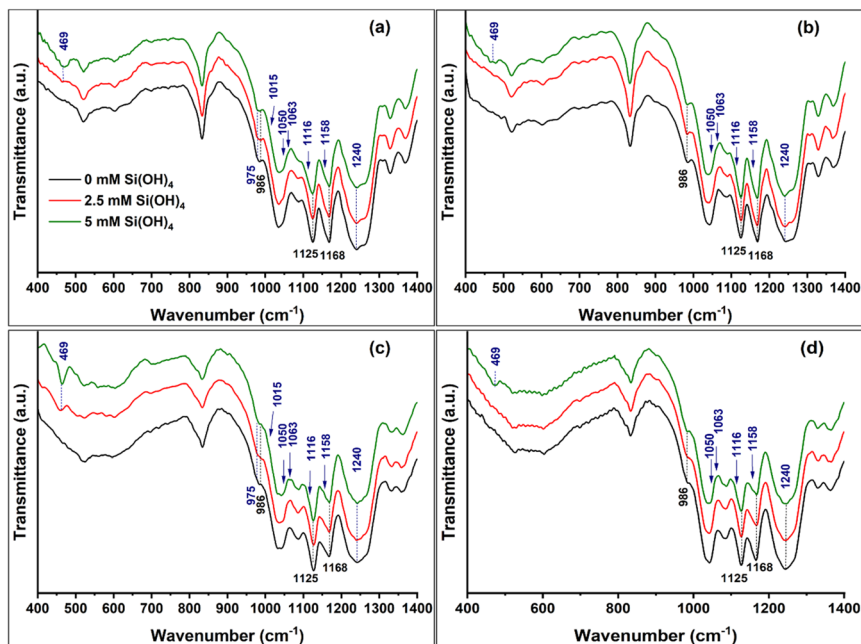 (a)
469
1015
1050
1063
1116
1158
1240
975
986
1125
1168
0 mM Si(OH)4
2.5 mM Si(OH)4
5 mM Si(OH)4
Transmittance (a.u.)
400 500 600 700 800 900 1000 1100 1200 1300 1400
Wavenumber (cm-1)
(b)
469
1050
1063
1116
1158
1240
986
1125
1168
Transmittance (a.u.)
400 500 600 700 800 900 1000 1100 1200 1300 1400
Wavenumber (cm-1)
(c)
469
1015
1050
1063
1116
1158
1240
975
986
1125
1168
Transmittance (a.u.)
400 500 600 700 800 900 1000 1100 1200 1300 1400
Wavenumber (cm-1)
(d)
469
1050
1063
1116
1158
1240
986
1125
1168
Transmittance (a.u.)
400 600 800 1000 1200 1400
Wavenumber (cm-1)